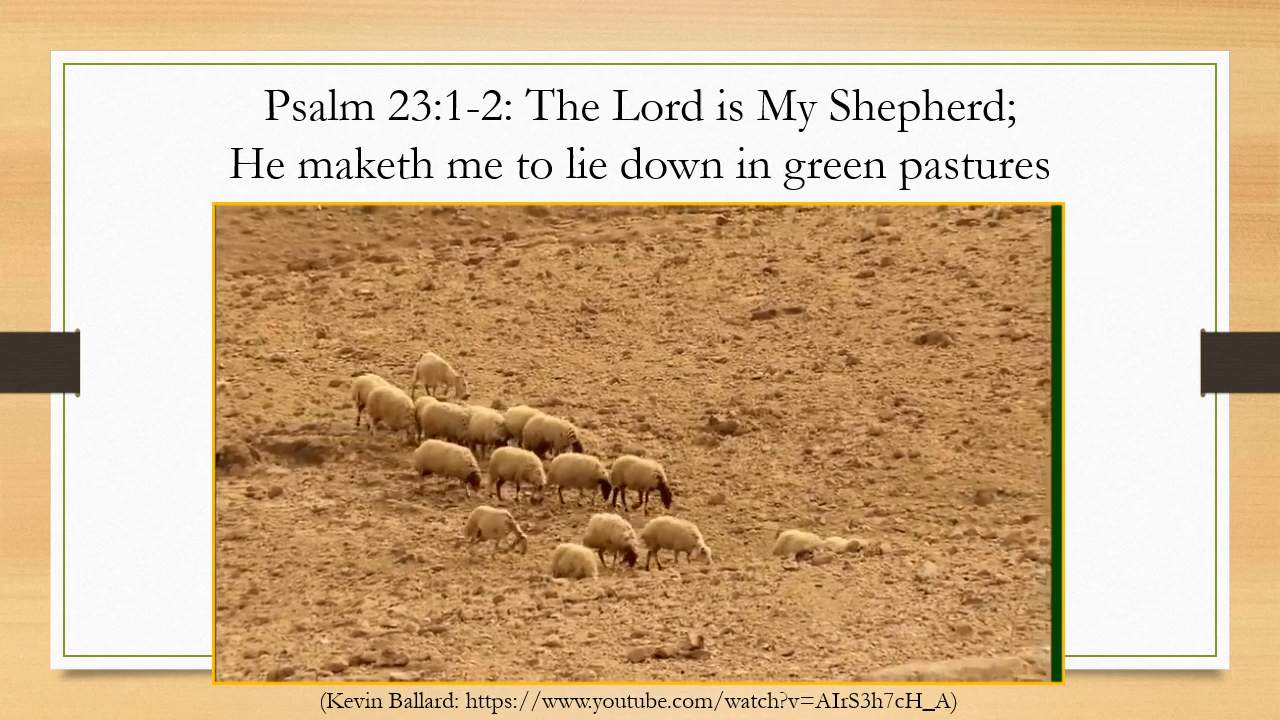 Psalm 23:1-2: The Lord is My Shepherd;
He maketh me to lie down in green pastures
(Kevin Ballard: https://www.youtube.com/watch?v=AIrS3h7cH_A)